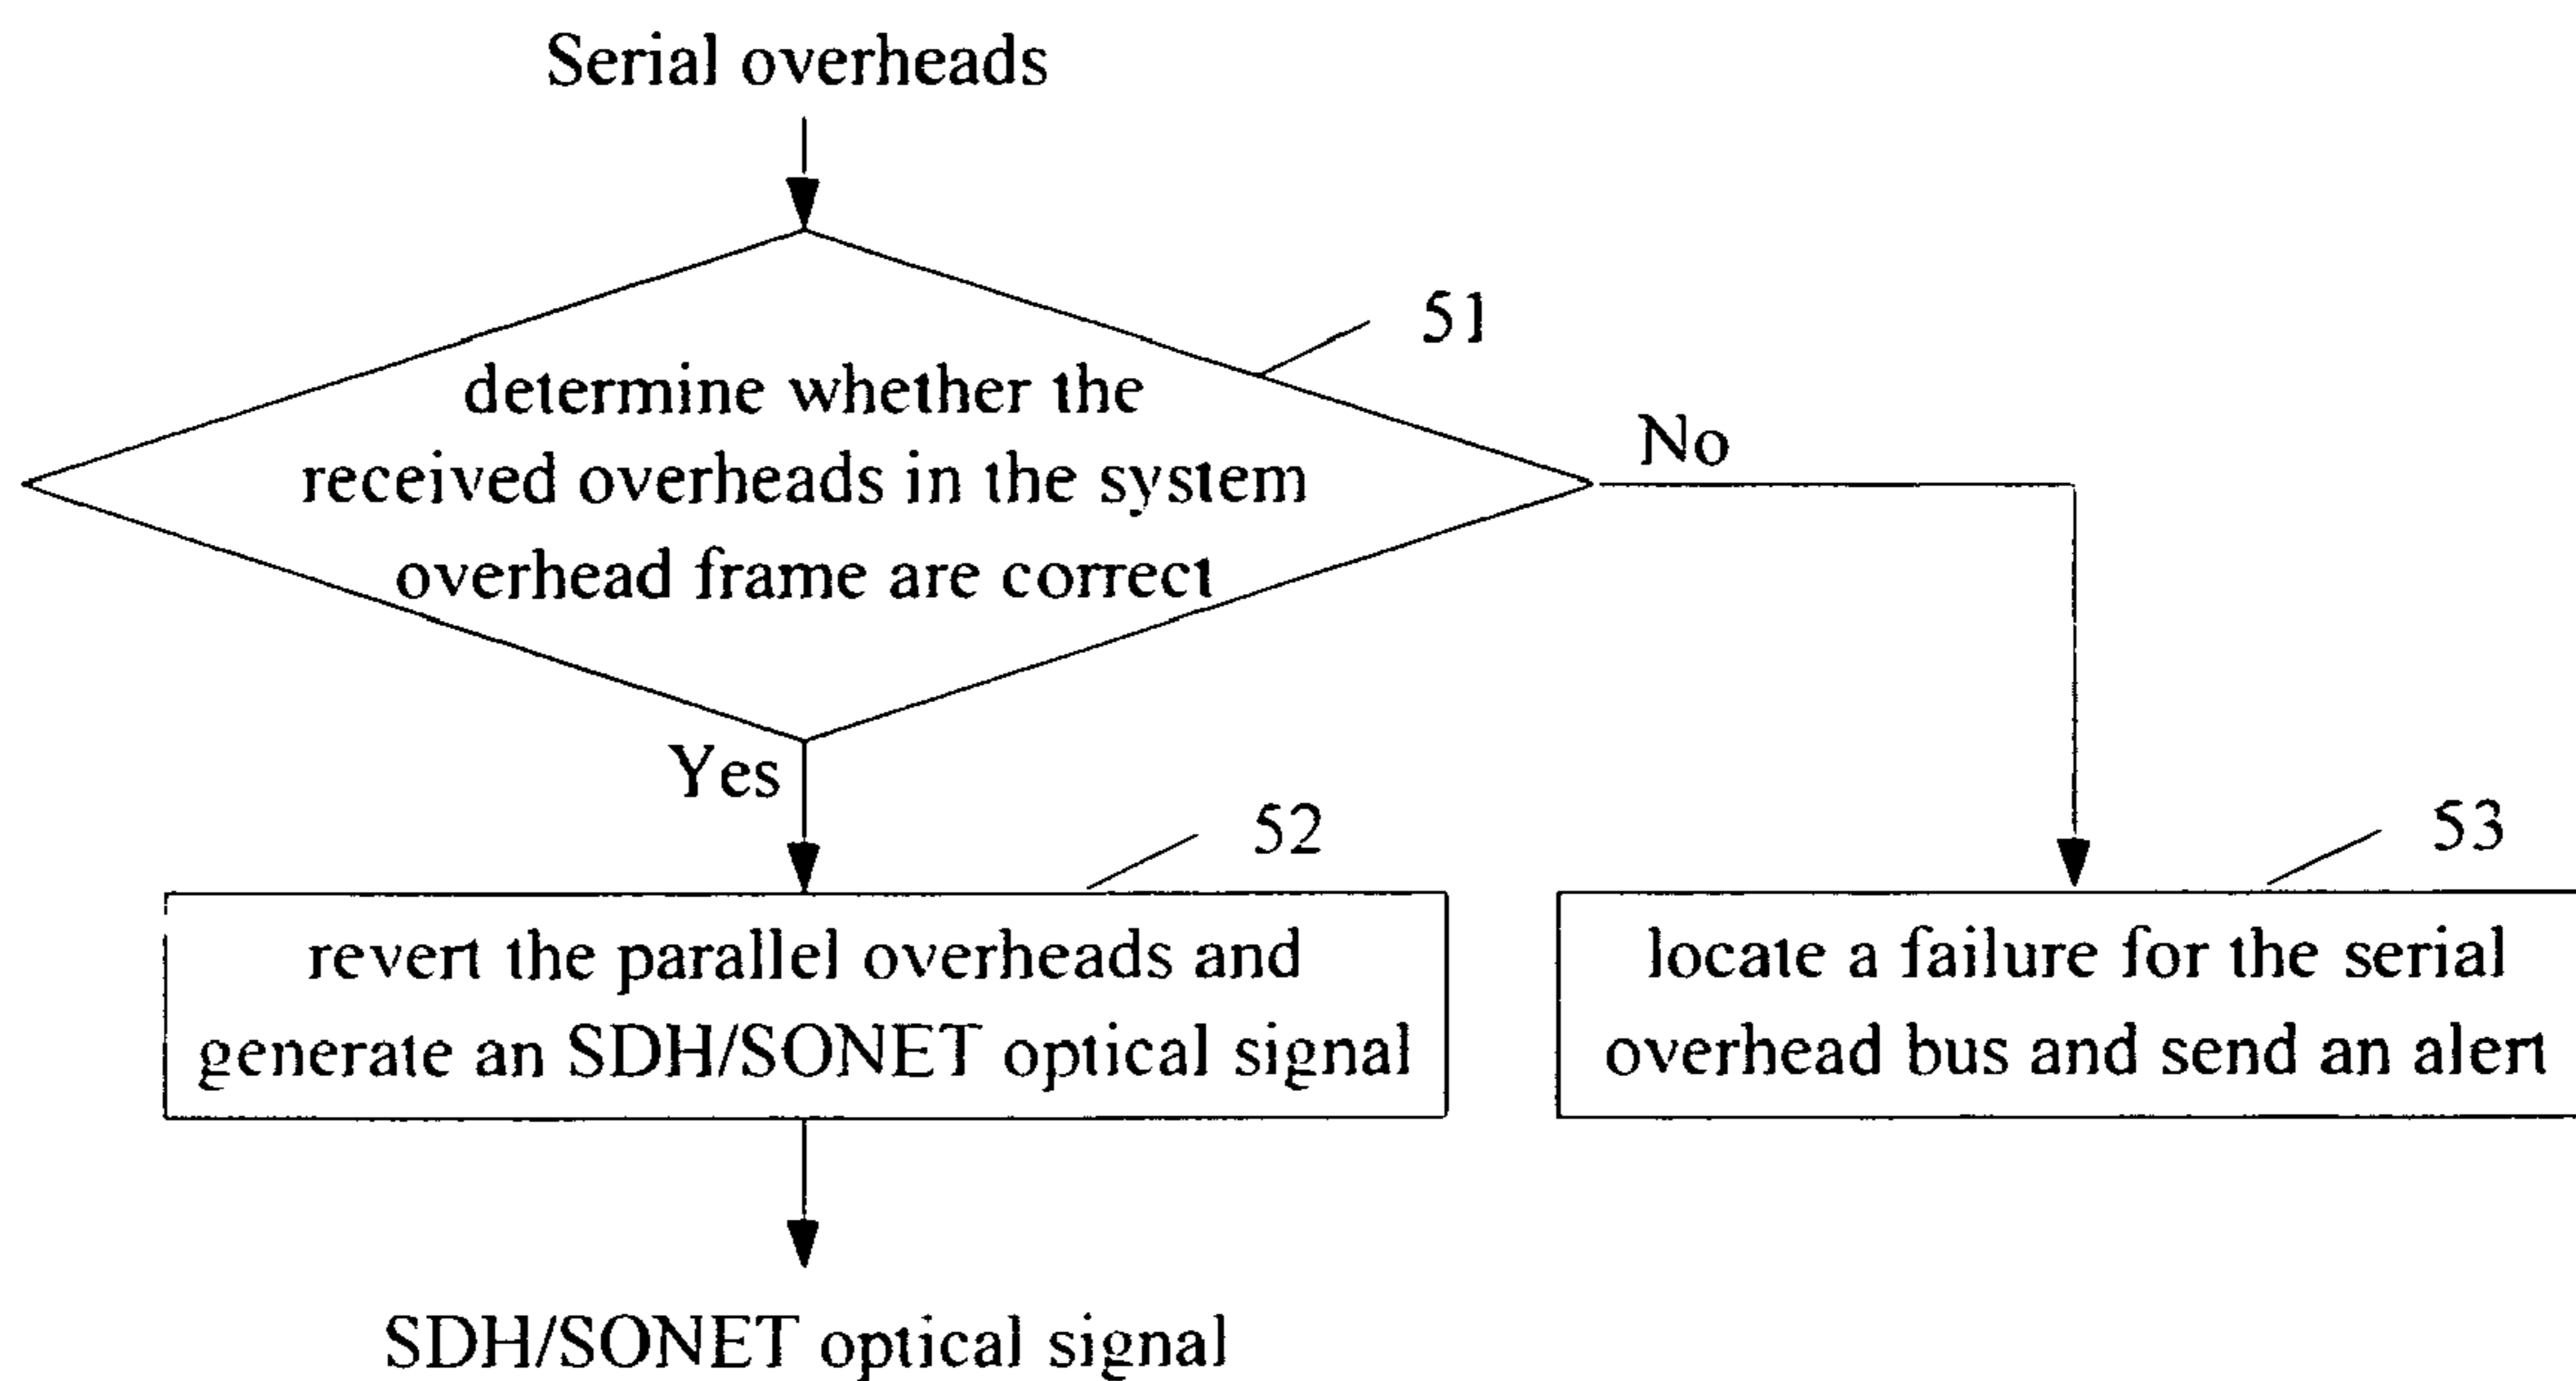 Serial overheads
51
determine whether the
received overheads in the system
overhead frame are correct
No
Yes
52
53
revert the parallel overheads and
generate an SDH/SONET optical signal
locate a failure for the serial
overhead bus and send an alert
SDH/SONET optical signal